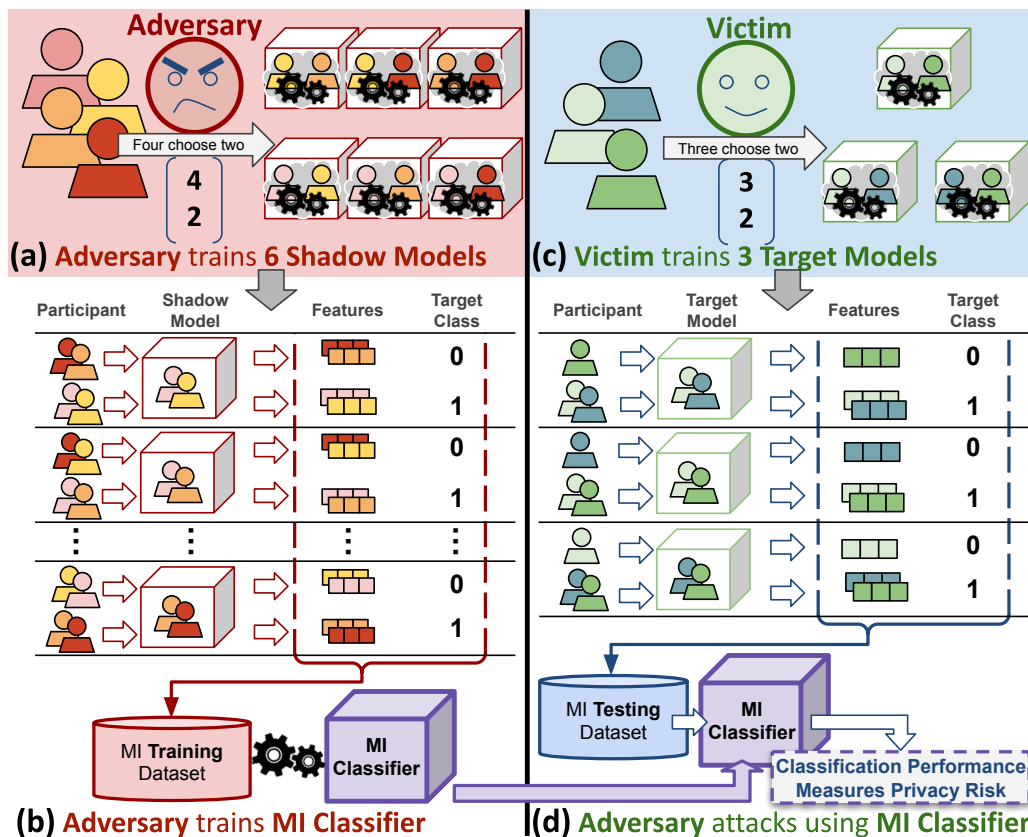 Adversary
Four choose two
4
2
(a) Adversary trains 6 Shadow Models
Participant
Shadow
Model
Features
Target
Class
0
1
0
1
⋮ ⋮ ⋮ ⋮
0
1
MI Training
Dataset
MI
Classifier
(b) Adversary trains MI Classifier
Victim
Three choose two
3
2
(c) Victim trains 3 Target Models
Participant
Target
Model
Features
Target
Class
0
1
0
1
0
1
MI Testing
Dataset
MI
Classifier
Classification Performance
Measures Privacy Risk
(d) Adversary attacks using MI Classifier